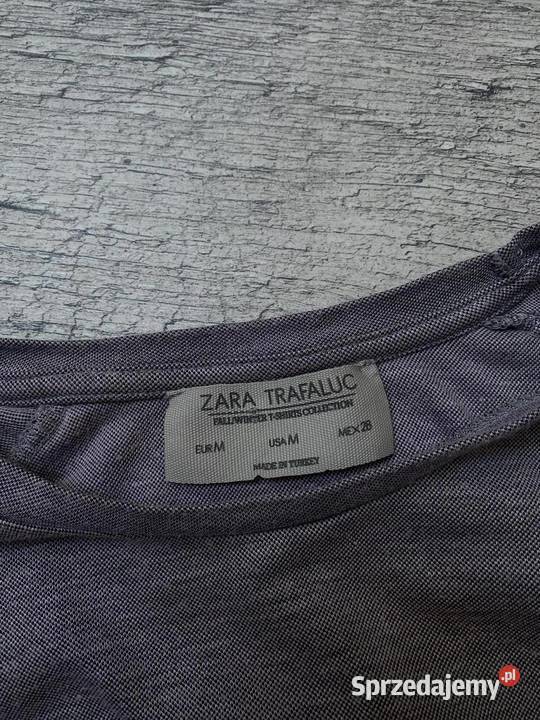 ZARA TRAFALUC
FALL/WINTER T-SHIRTS COLLECTION
EUR M USA M MEX 28
MADE IN TURKEY
Sprzedajemy.pl